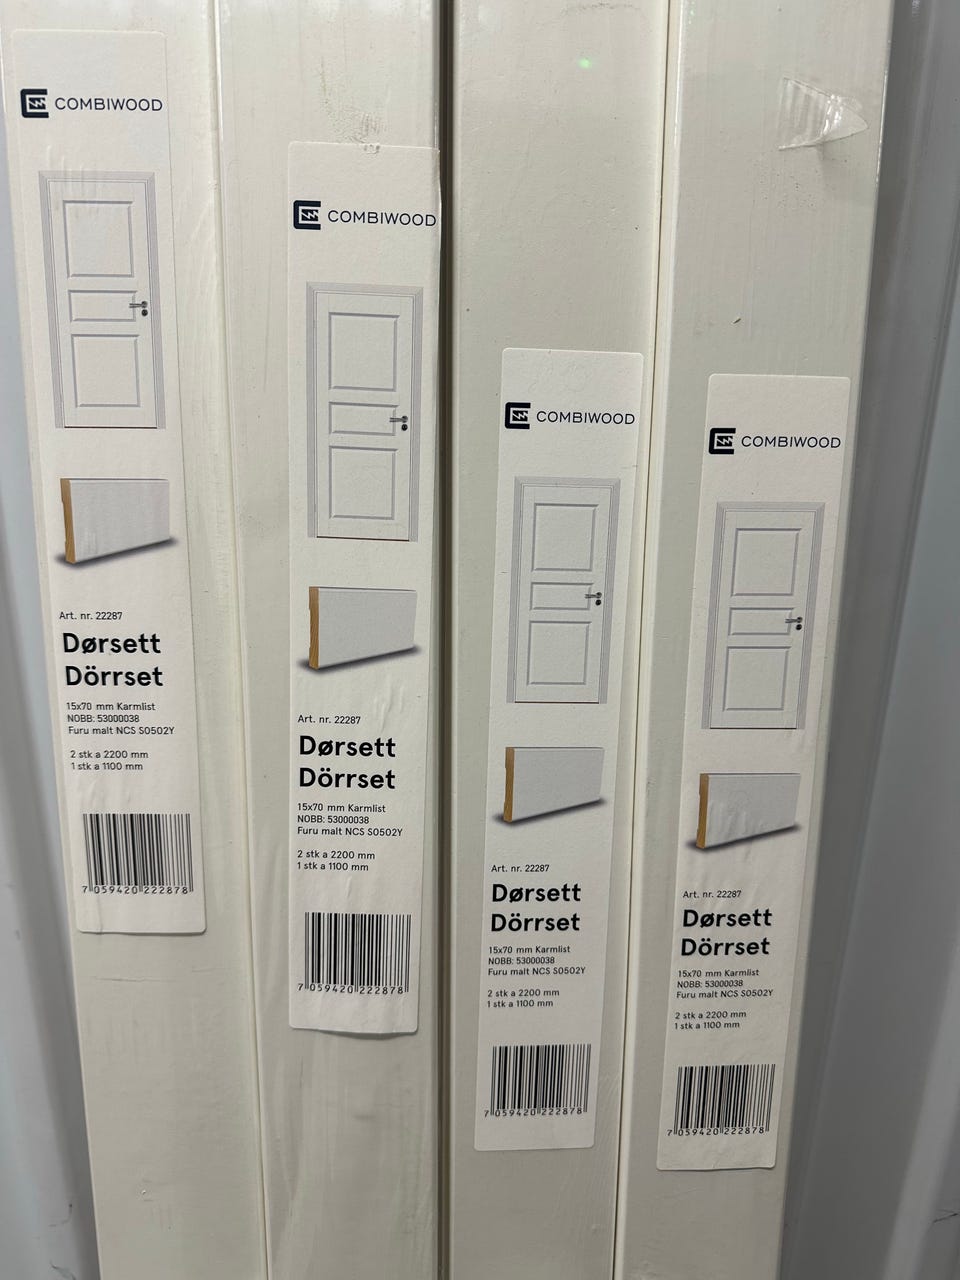 COMBIWOOD
Art. nr. 22287
Dørsett
Dörrset
15x70 mm Karmlist
NOBB: 53000038
Furu malt NCS S0502Y
2 stk a 2200 mm
1 stk a 1100 mm
7 059420 222878
COMBIWOOD
Art. nr. 22287
Dørsett
Dörrset
15x70 mm Karmlist
NOBB: 53000038
Furu malt NCS S0502Y
2 stk a 2200 mm
1 stk a 1100 mm
7 059420 222878
COMBIWOOD
Art. nr. 22287
Dørsett
Dörrset
15x70 mm Karmlist
NOBB: 53000038
Furu malt NCS S0502Y
2 stk a 2200 mm
1 stk a 1100 mm
7 059420 222878
COMBIWOOD
Art. nr. 22287
Dørsett
Dörrset
15x70 mm Karmlist
NOBB: 53000038
Furu malt NCS S0502Y
2 stk a 2200 mm
1 stk a 1100 mm
7 059420 222878